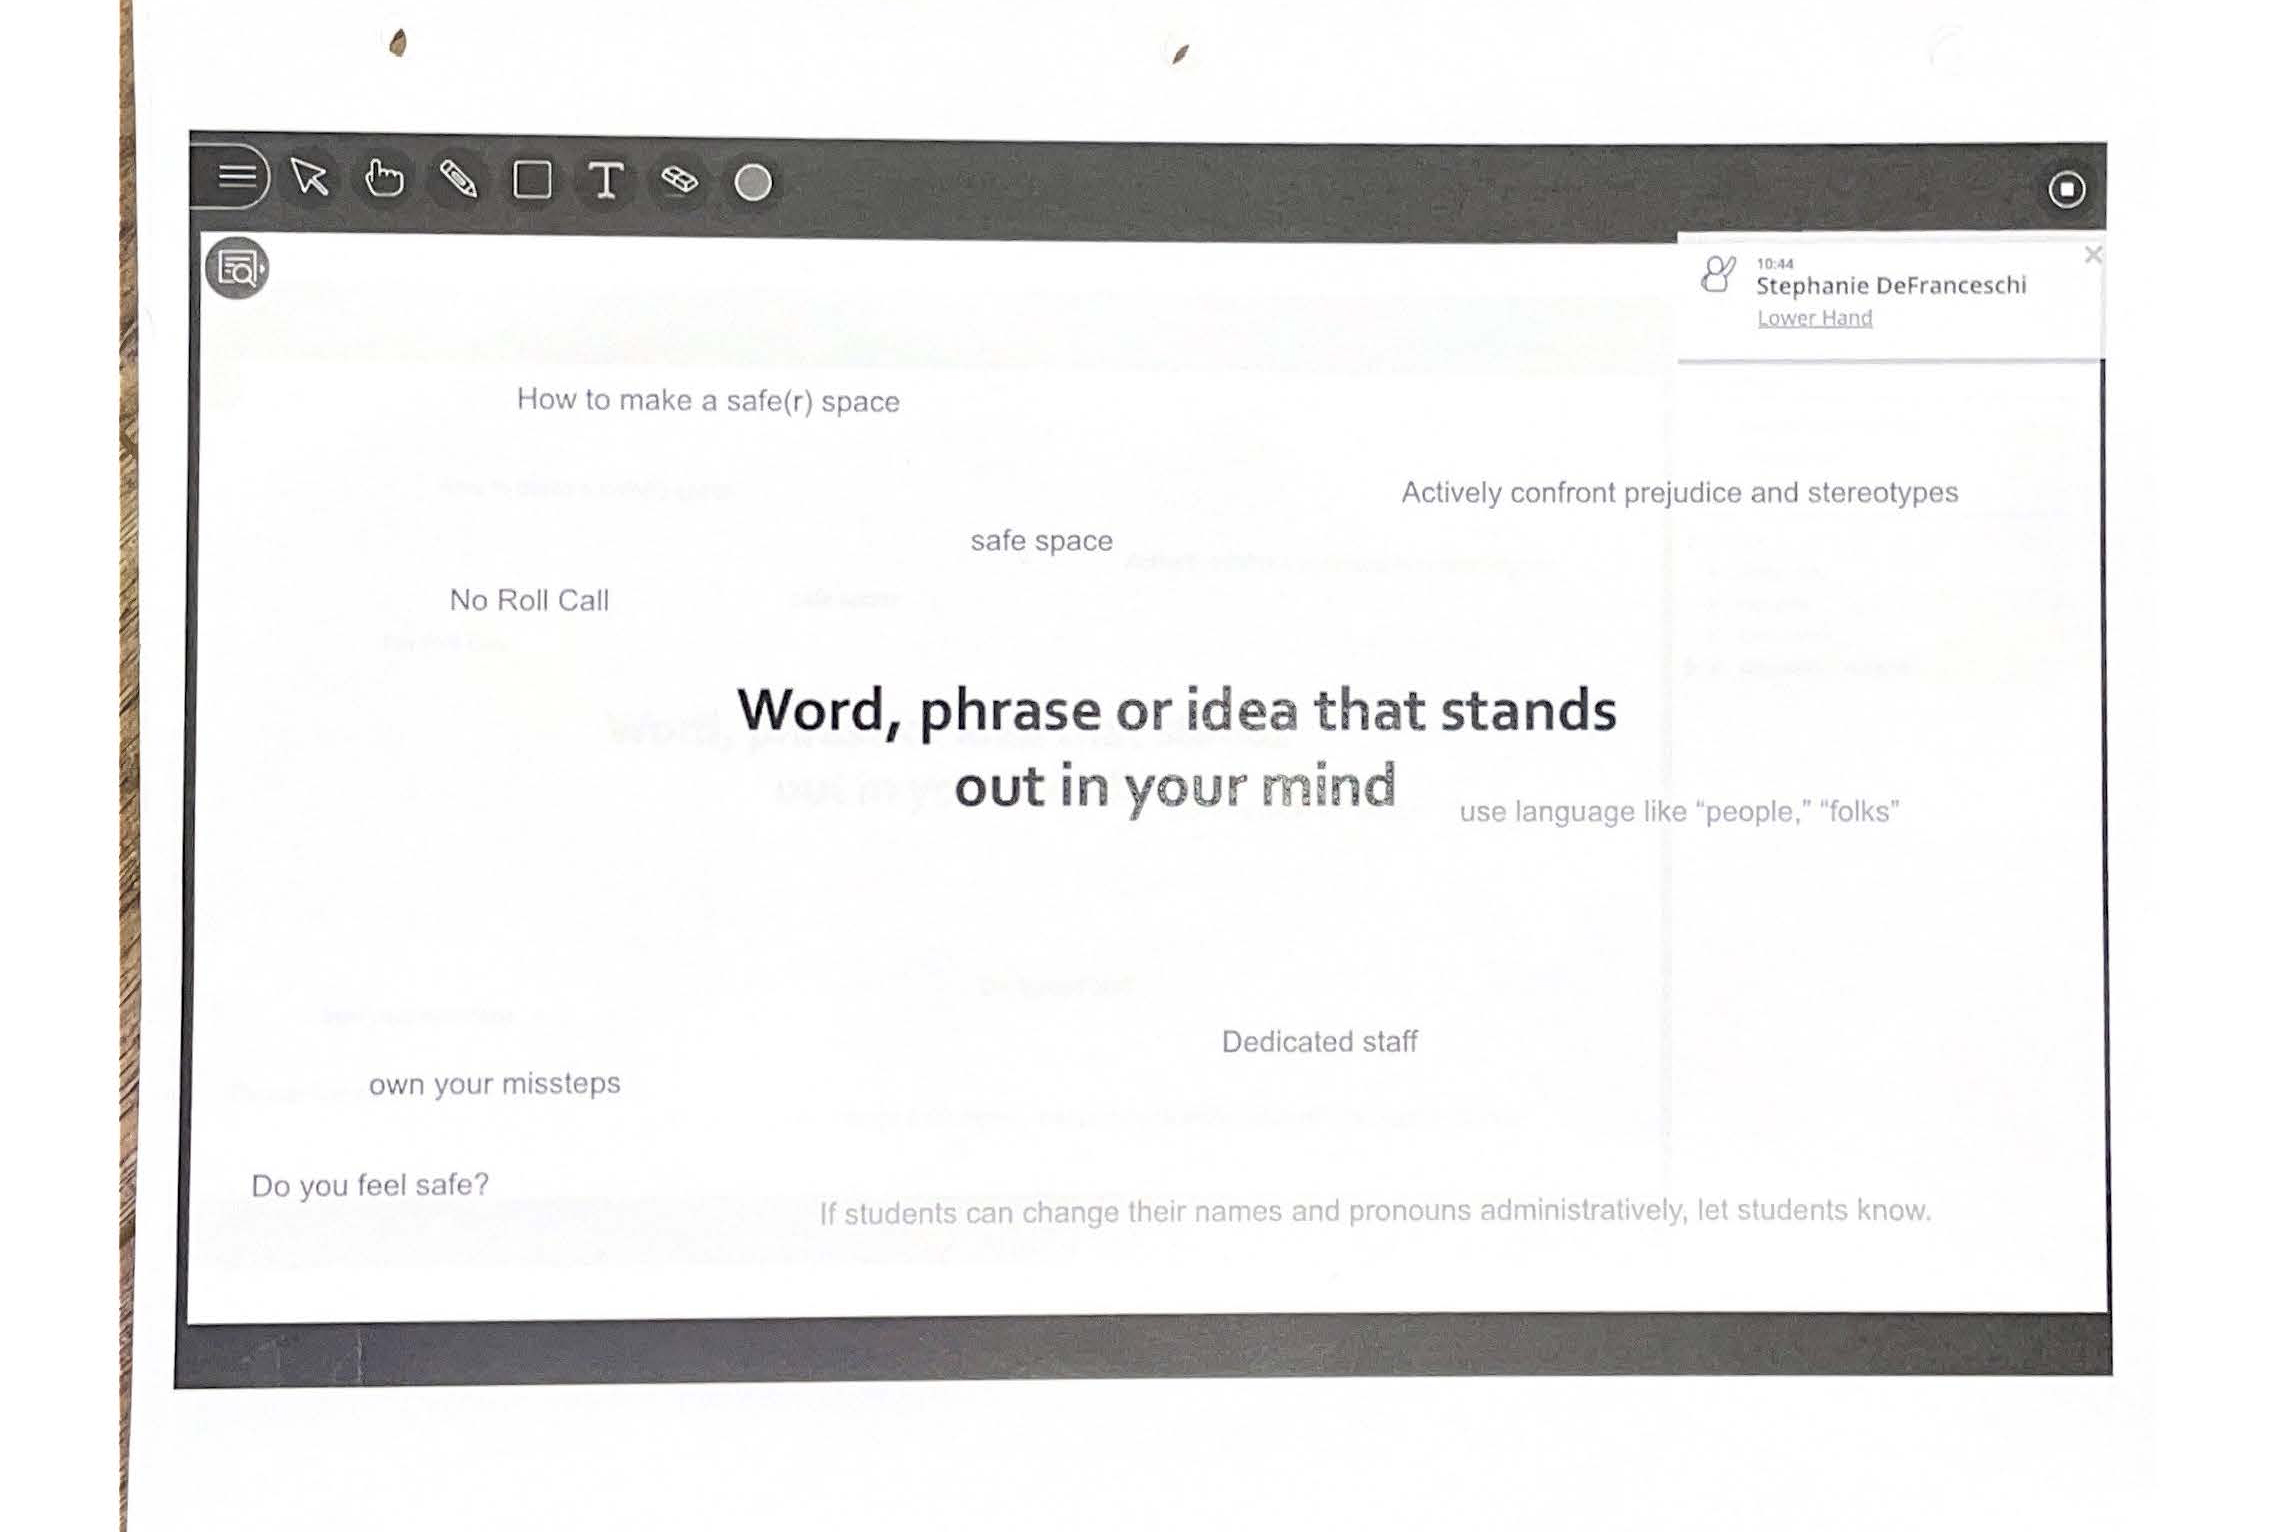 10:44
Stephanie DeFranceschi
Lower Hand
How to make a safe(r) space
Actively confront prejudice and stereotypes
safe space
No Roll Call
Word, phrase or idea that stands
out in your mind
use language like “people,” “folks”
Dedicated staff
own your missteps
Do you feel safe?
If students can change their names and pronouns administratively, let students know.